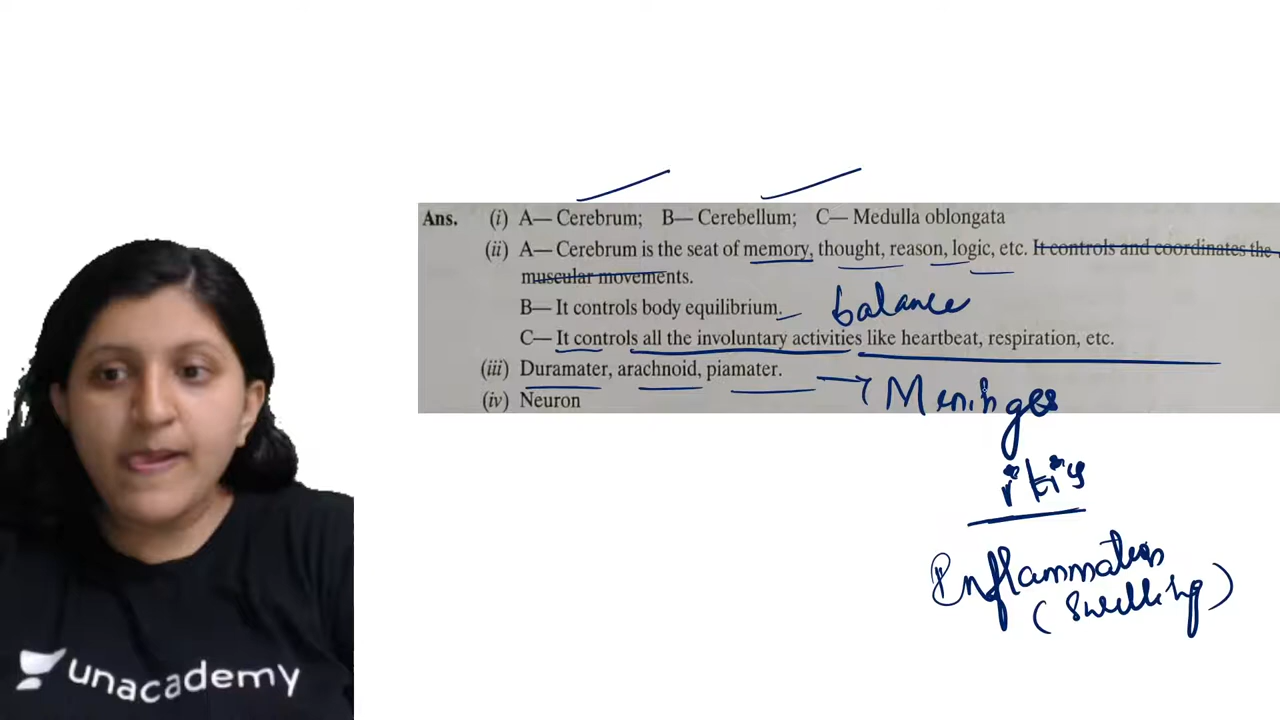 Ans. (i) A— Cerebrum; B— Cerebellum; C— Medulla oblongata
(ii) A— Cerebrum is the seat of memory, thought, reason, logic, etc. It controls and coordinates the
muscular movements.
B— It controls body equilibrium. balance
C— It controls all the involuntary activities like heartbeat, respiration, etc.
(iii) Duramater, arachnoid, piamater. → Meninges
(iv) Neuron
itis
Inflammation
(Swelling)
unacademy